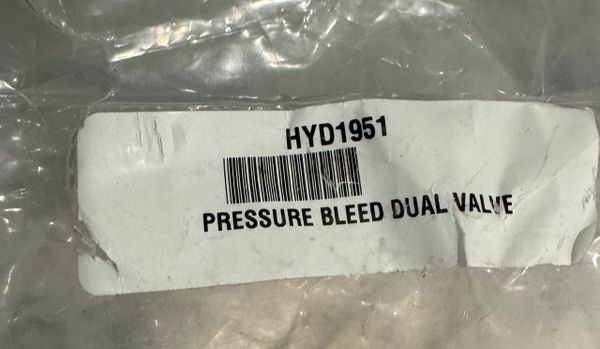 HYD1951
PRESSURE BLEED DUAL VALVE